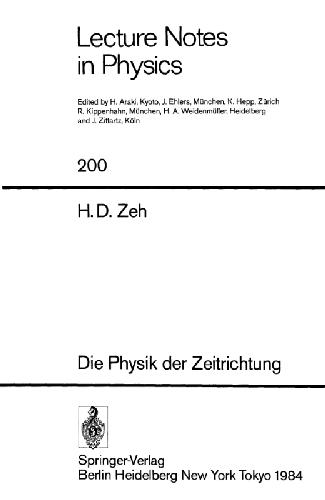 Lecture Notes
in Physics
Edited by H. Araki, Kyoto, J. Ehlers, München, K. Hepp, Zürich
R. Kippenhahn, München, H. A. Weidenmüller, Heidelberg
and J. Zittartz, Köln
200
H. D. Zeh
Die Physik der Zeitrichtung
Springer-Verlag
Berlin Heidelberg New York Tokyo 1984